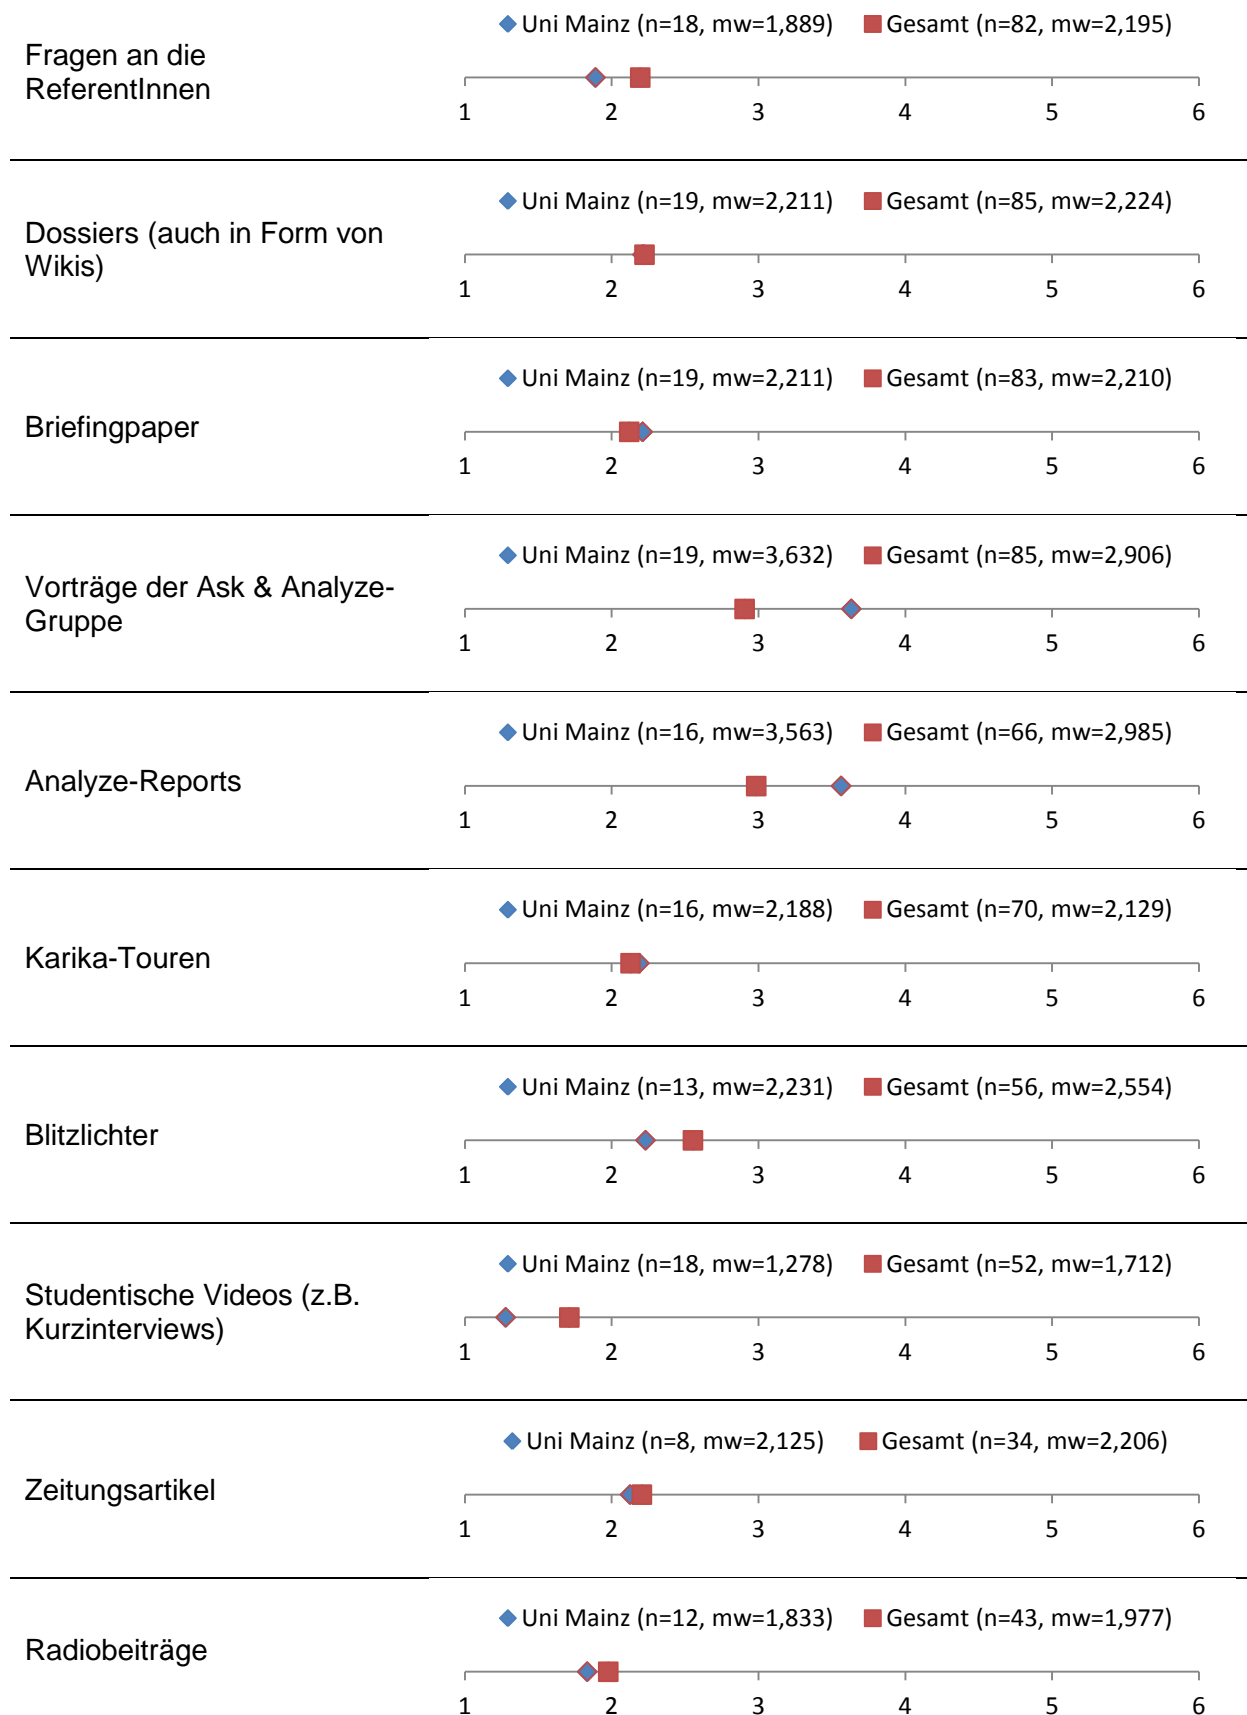 Uni Mainz (n=18, mw=1,889) Gesamt (n=82, mw=2,195)
Fragen an die
ReferentInnen
1 2 3 4 5 6
Uni Mainz (n=19, mw=2,211) Gesamt (n=85, mw=2,224)
Dossiers (auch in Form von
Wikis)
1 2 3 4 5 6
Uni Mainz (n=19, mw=2,211) Gesamt (n=83, mw=2,210)
Briefingpaper
1 2 3 4 5 6
Uni Mainz (n=19, mw=3,632) Gesamt (n=85, mw=2,906)
Vorträge der Ask & Analyze-
Gruppe
1 2 3 4 5 6
Uni Mainz (n=16, mw=3,563) Gesamt (n=66, mw=2,985)
Analyze-Reports
1 2 3 4 5 6
Uni Mainz (n=16, mw=2,188) Gesamt (n=70, mw=2,129)
Karika-Touren
1 2 3 4 5 6
Uni Mainz (n=13, mw=2,231) Gesamt (n=56, mw=2,554)
Blitzlichter
1 2 3 4 5 6
Uni Mainz (n=18, mw=1,278) Gesamt (n=52, mw=1,712)
Studentische Videos (z.B.
Kurzinterviews)
1 2 3 4 5 6
Uni Mainz (n=8, mw=2,125) Gesamt (n=34, mw=2,206)
Zeitungsartikel
1 2 3 4 5 6
Uni Mainz (n=12, mw=1,833) Gesamt (n=43, mw=1,977)
Radiobeiträge
1 2 3 4 5 6